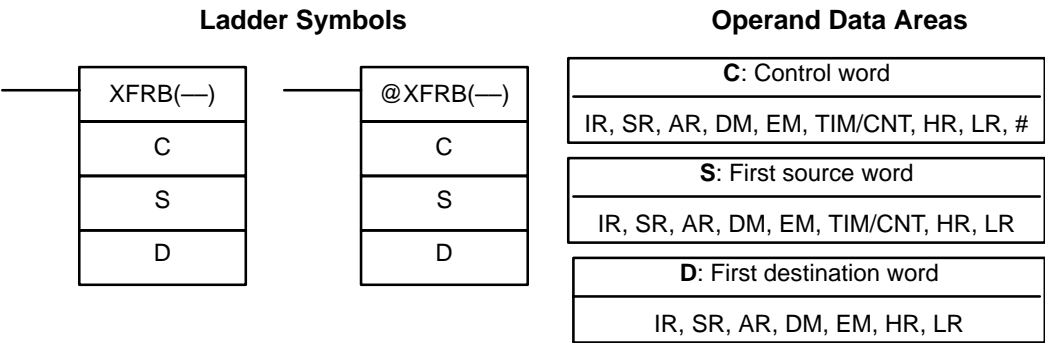 Ladder Symbols
Operand Data Areas
XFRB(—)
C
S
D
@XFRB(—)
C
S
D
C: Control word
IR, SR, AR, DM, EM, TIM/CNT, HR, LR, #
S: First source word
IR, SR, AR, DM, EM, TIM/CNT, HR, LR
D: First destination word
IR, SR, AR, DM, EM, HR, LR